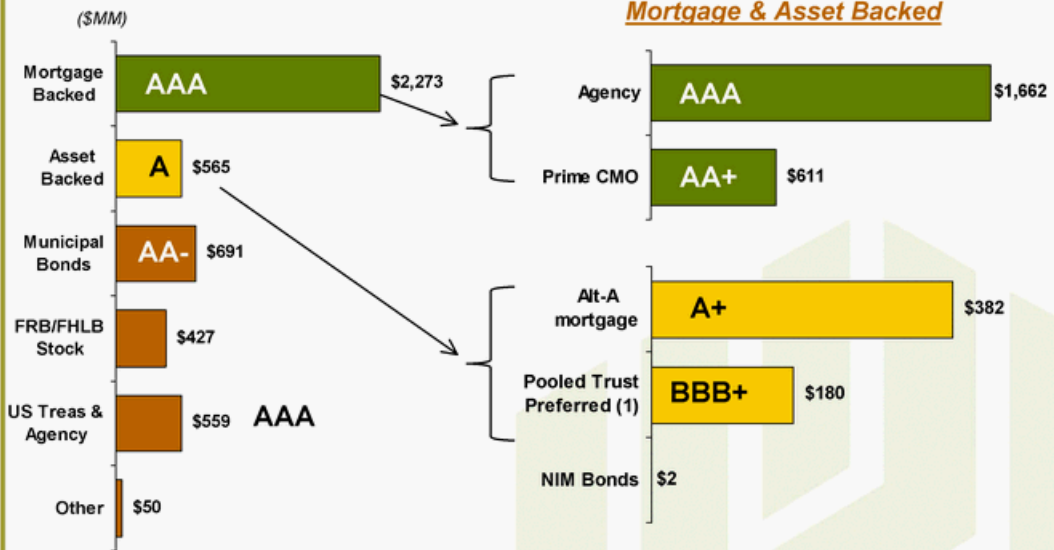 ($MM)
Mortgage & Asset Backed
Mortgage
Backed
AAA
$2,273
Asset
Backed
A
$565
Municipal
Bonds
AA-
$691
FRB/FHLB
Stock
$427
US Treas &
Agency
$559
AAA
Other
$50
Agency
AAA
$1,662
Prime CMO
AA+
$611
Alt-A
mortgage
A+
$382
Pooled Trust
Preferred (1)
BBB+
$180
NIM Bonds
$2